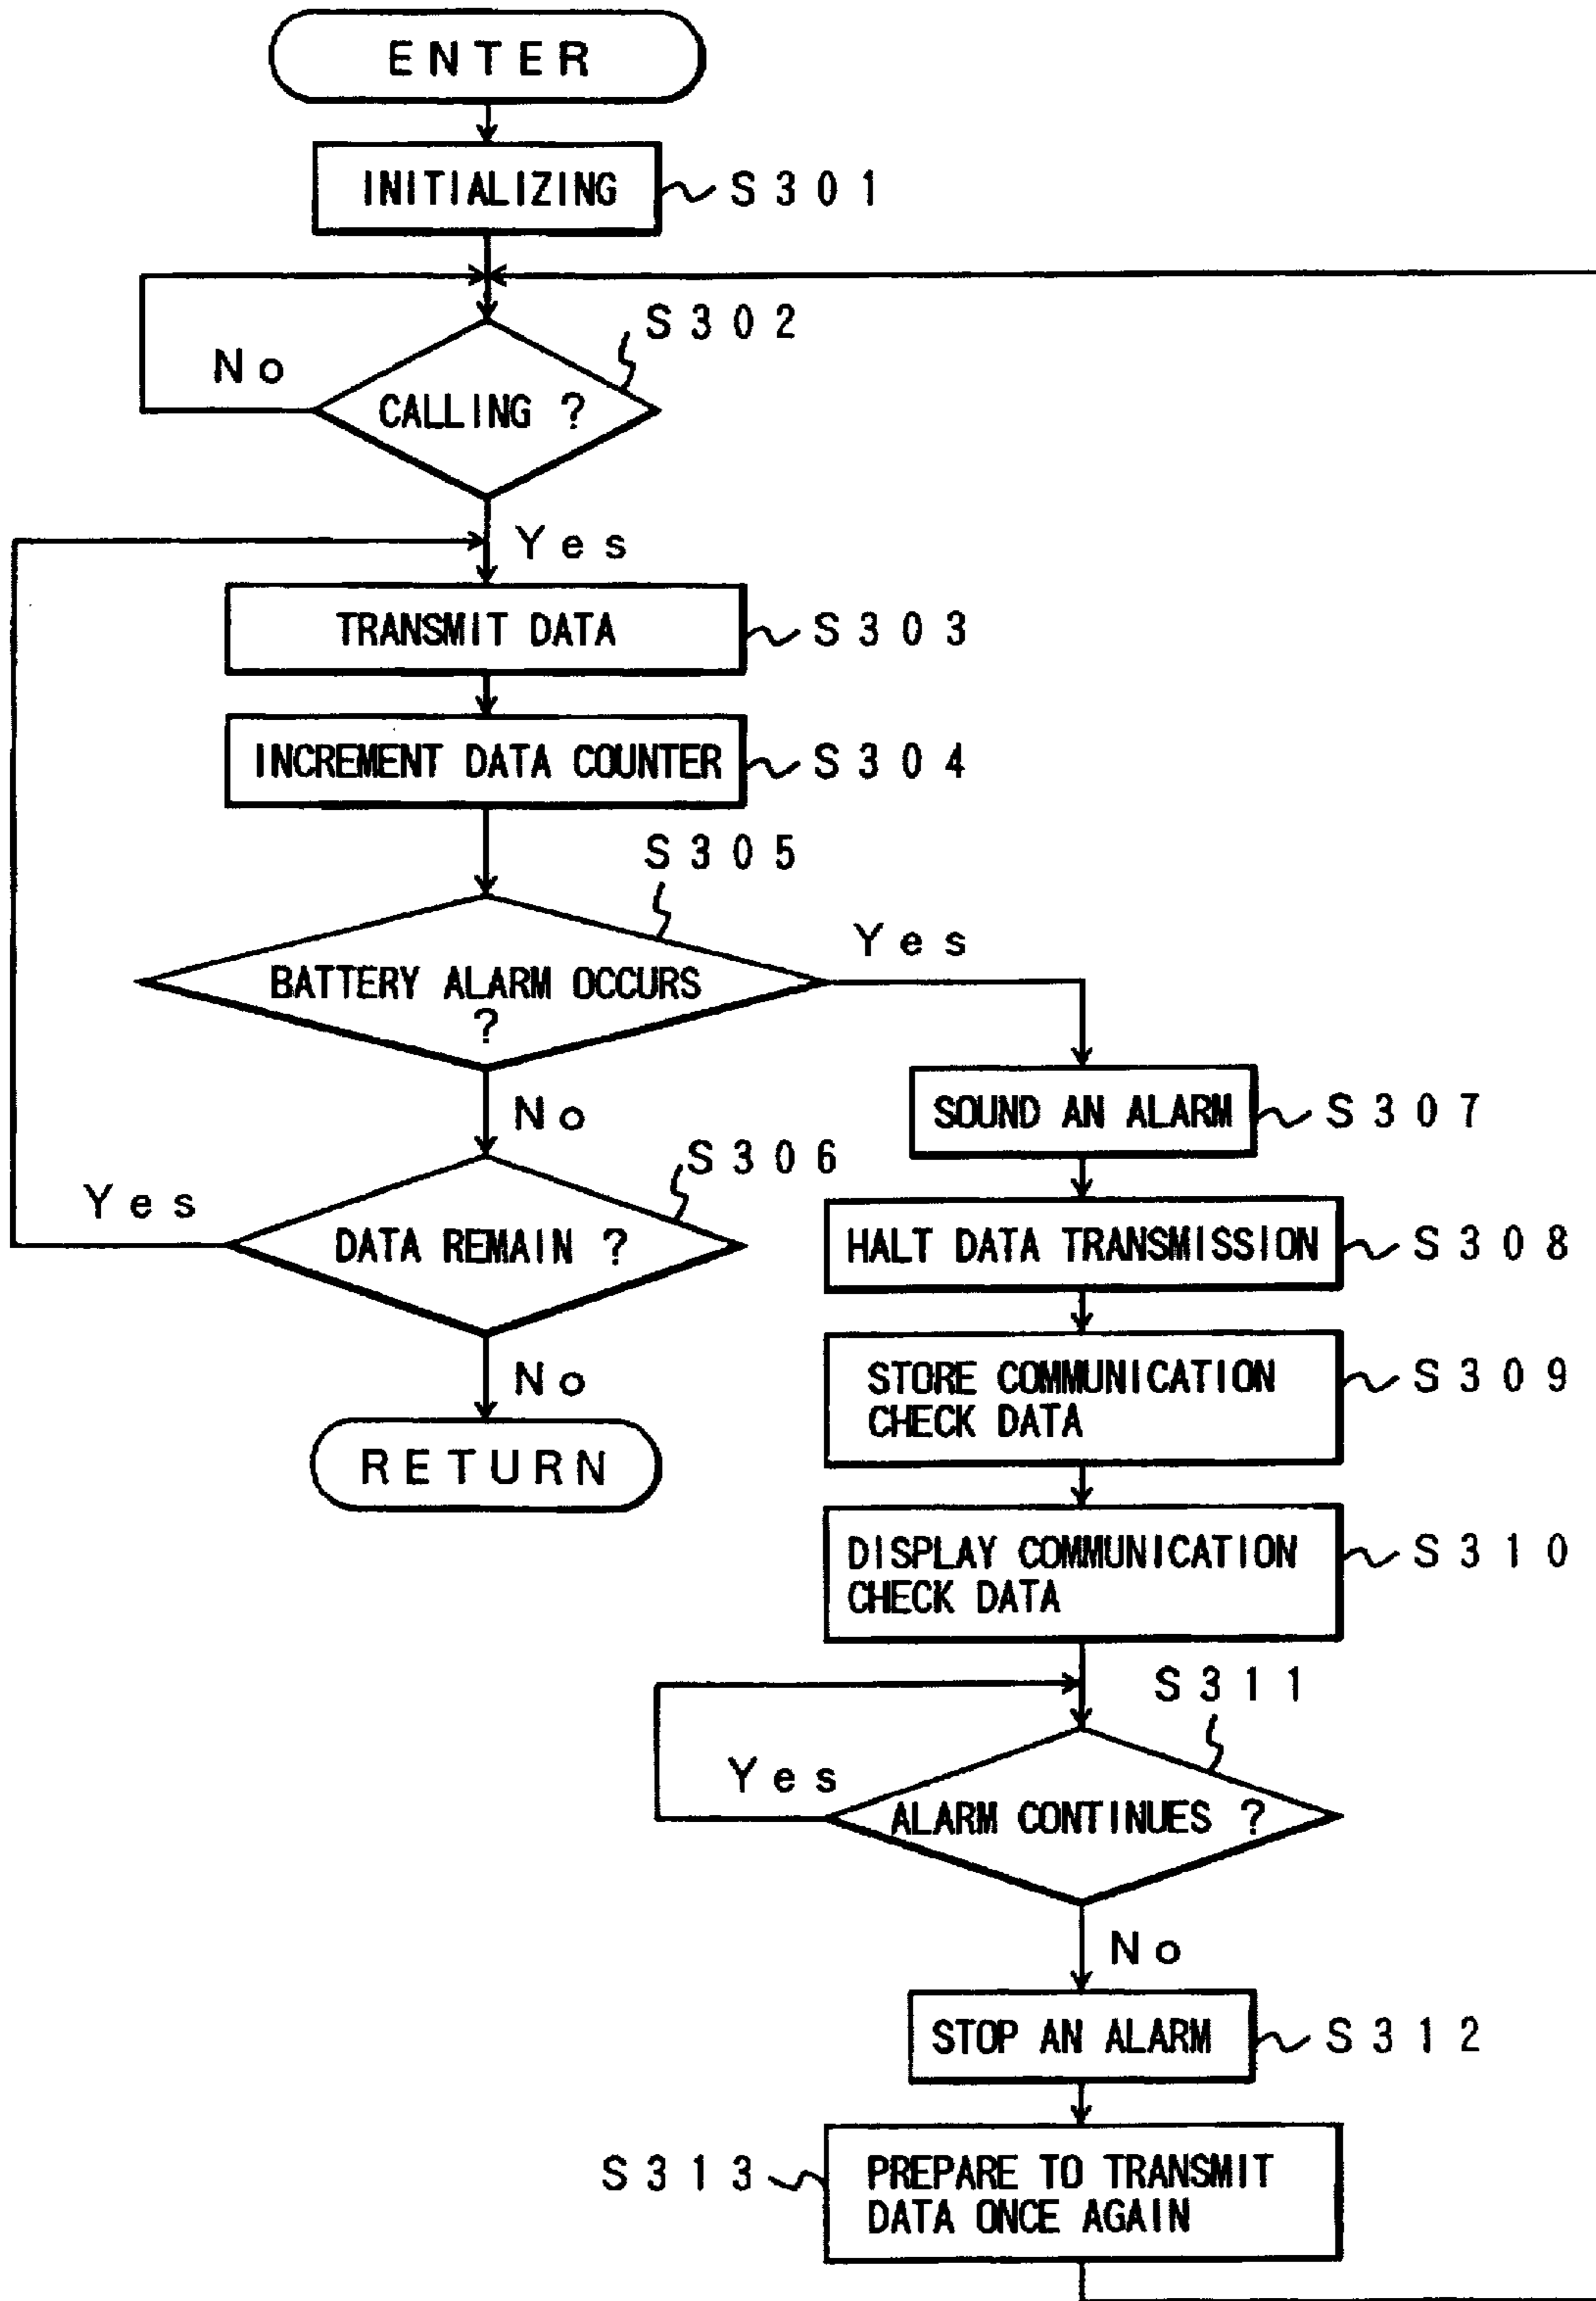 ENTER
INITIALIZING
S301
S302
No
CALLING ?
Yes
TRANSMIT DATA
S303
INCREMENT DATA COUNTER
S304
S305
Yes
BATTERY ALARM OCCURS
?
No
SOUND AN ALARM
S307
S306
Yes
DATA REMAIN ?
HALT DATA TRANSMISSION
S308
No
STORE COMMUNICATION
CHECK DATA
S309
RETURN
DISPLAY COMMUNICATION
CHECK DATA
S310
S311
Yes
ALARM CONTINUES ?
No
STOP AN ALARM
S312
S313
PREPARE TO TRANSMIT
DATA ONCE AGAIN